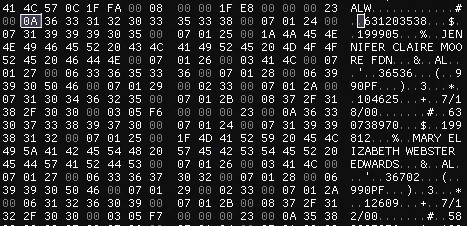 41 4C 57 0C 1F FA 00 08 00 00 1F E8 00 00 00 23 ALW............#
00 0A 36 33 31 32 30 33 35 33 38 00 07 01 24 00 ..631203538...$.
07 31 39 39 39 30 35 00 07 01 25 00 1A 4A 45 4E .199905...%..JEN
4E 49 46 45 52 20 43 4C 41 49 52 45 20 4D 4F 4F NIFER CLAIRE MOO
52 45 20 46 44 4E 00 07 01 26 00 03 41 4C 00 07 RE FDN...&..AL..
01 27 00 06 33 36 35 33 36 00 07 01 28 00 06 39 .'..36536...(..9
39 30 50 46 00 07 01 29 00 02 33 00 07 01 2A 00 90PF...)..3...*.
07 31 30 34 36 32 35 00 07 01 2B 00 08 37 2F 31 .104625...+..7/1
38 2F 30 30 00 03 05 F6 00 00 00 23 00 0A 36 33 8/00.......#..63
30 37 33 38 39 37 30 00 07 01 24 00 07 31 39 39 0738970...$..199
38 31 32 00 07 01 25 00 1F 4D 41 52 59 20 45 4C 812...%..MARY EL
49 5A 41 42 45 54 48 20 57 45 42 53 54 45 52 20 IZABETH WEBSTER
45 44 57 41 52 44 53 00 07 01 26 00 03 41 4C 00 EDWARDS...&..AL.
07 01 27 00 06 33 36 37 30 32 00 07 01 28 00 06 ..'..36702...(..
39 39 30 50 46 00 07 01 29 00 02 33 00 07 01 2A 990PF...)..3...*
00 06 31 32 36 30 39 00 07 01 2B 00 08 37 2F 31 ..12609...+..7/1
32 2F 30 30 00 03 05 F7 00 00 00 23 00 0A 35 38 2/00.......#..58